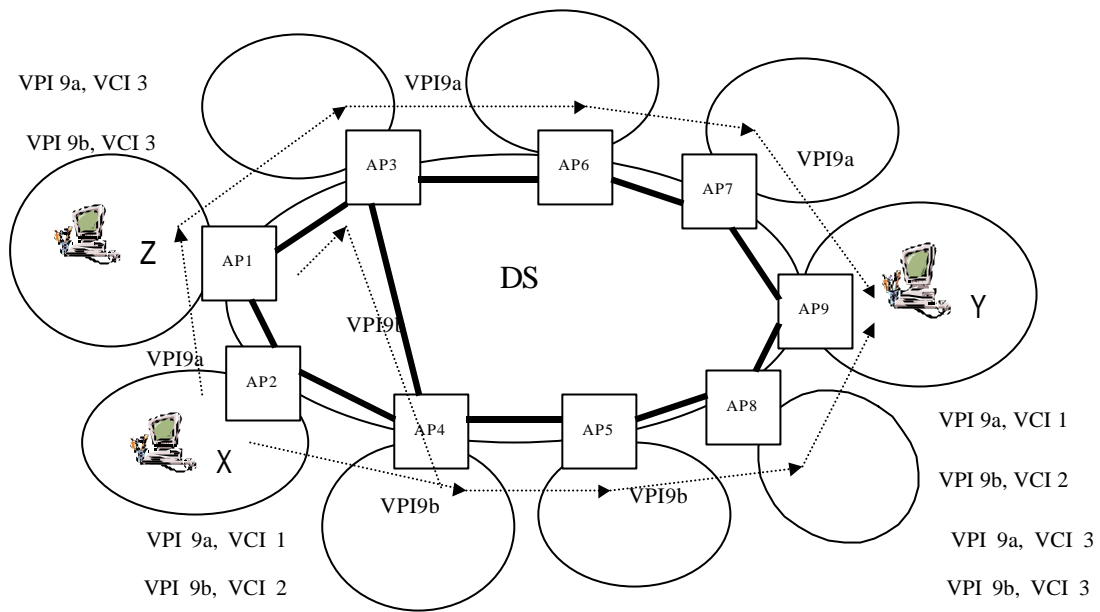 VPI 9a, VCI 3
VPI9a
VPI 9b, VCI 3
VPI9a
AP3
AP6
AP7
Z
AP1
DS
AP9
Y
VPI9b
VPI9a
AP2
AP8
AP4
AP5
VPI 9a, VCI 1
X
VPI 9b, VCI 2
VPI9b
VPI9b
VPI 9a, VCI 1
VPI 9a, VCI 3
VPI 9b, VCI 2
VPI 9b, VCI 3